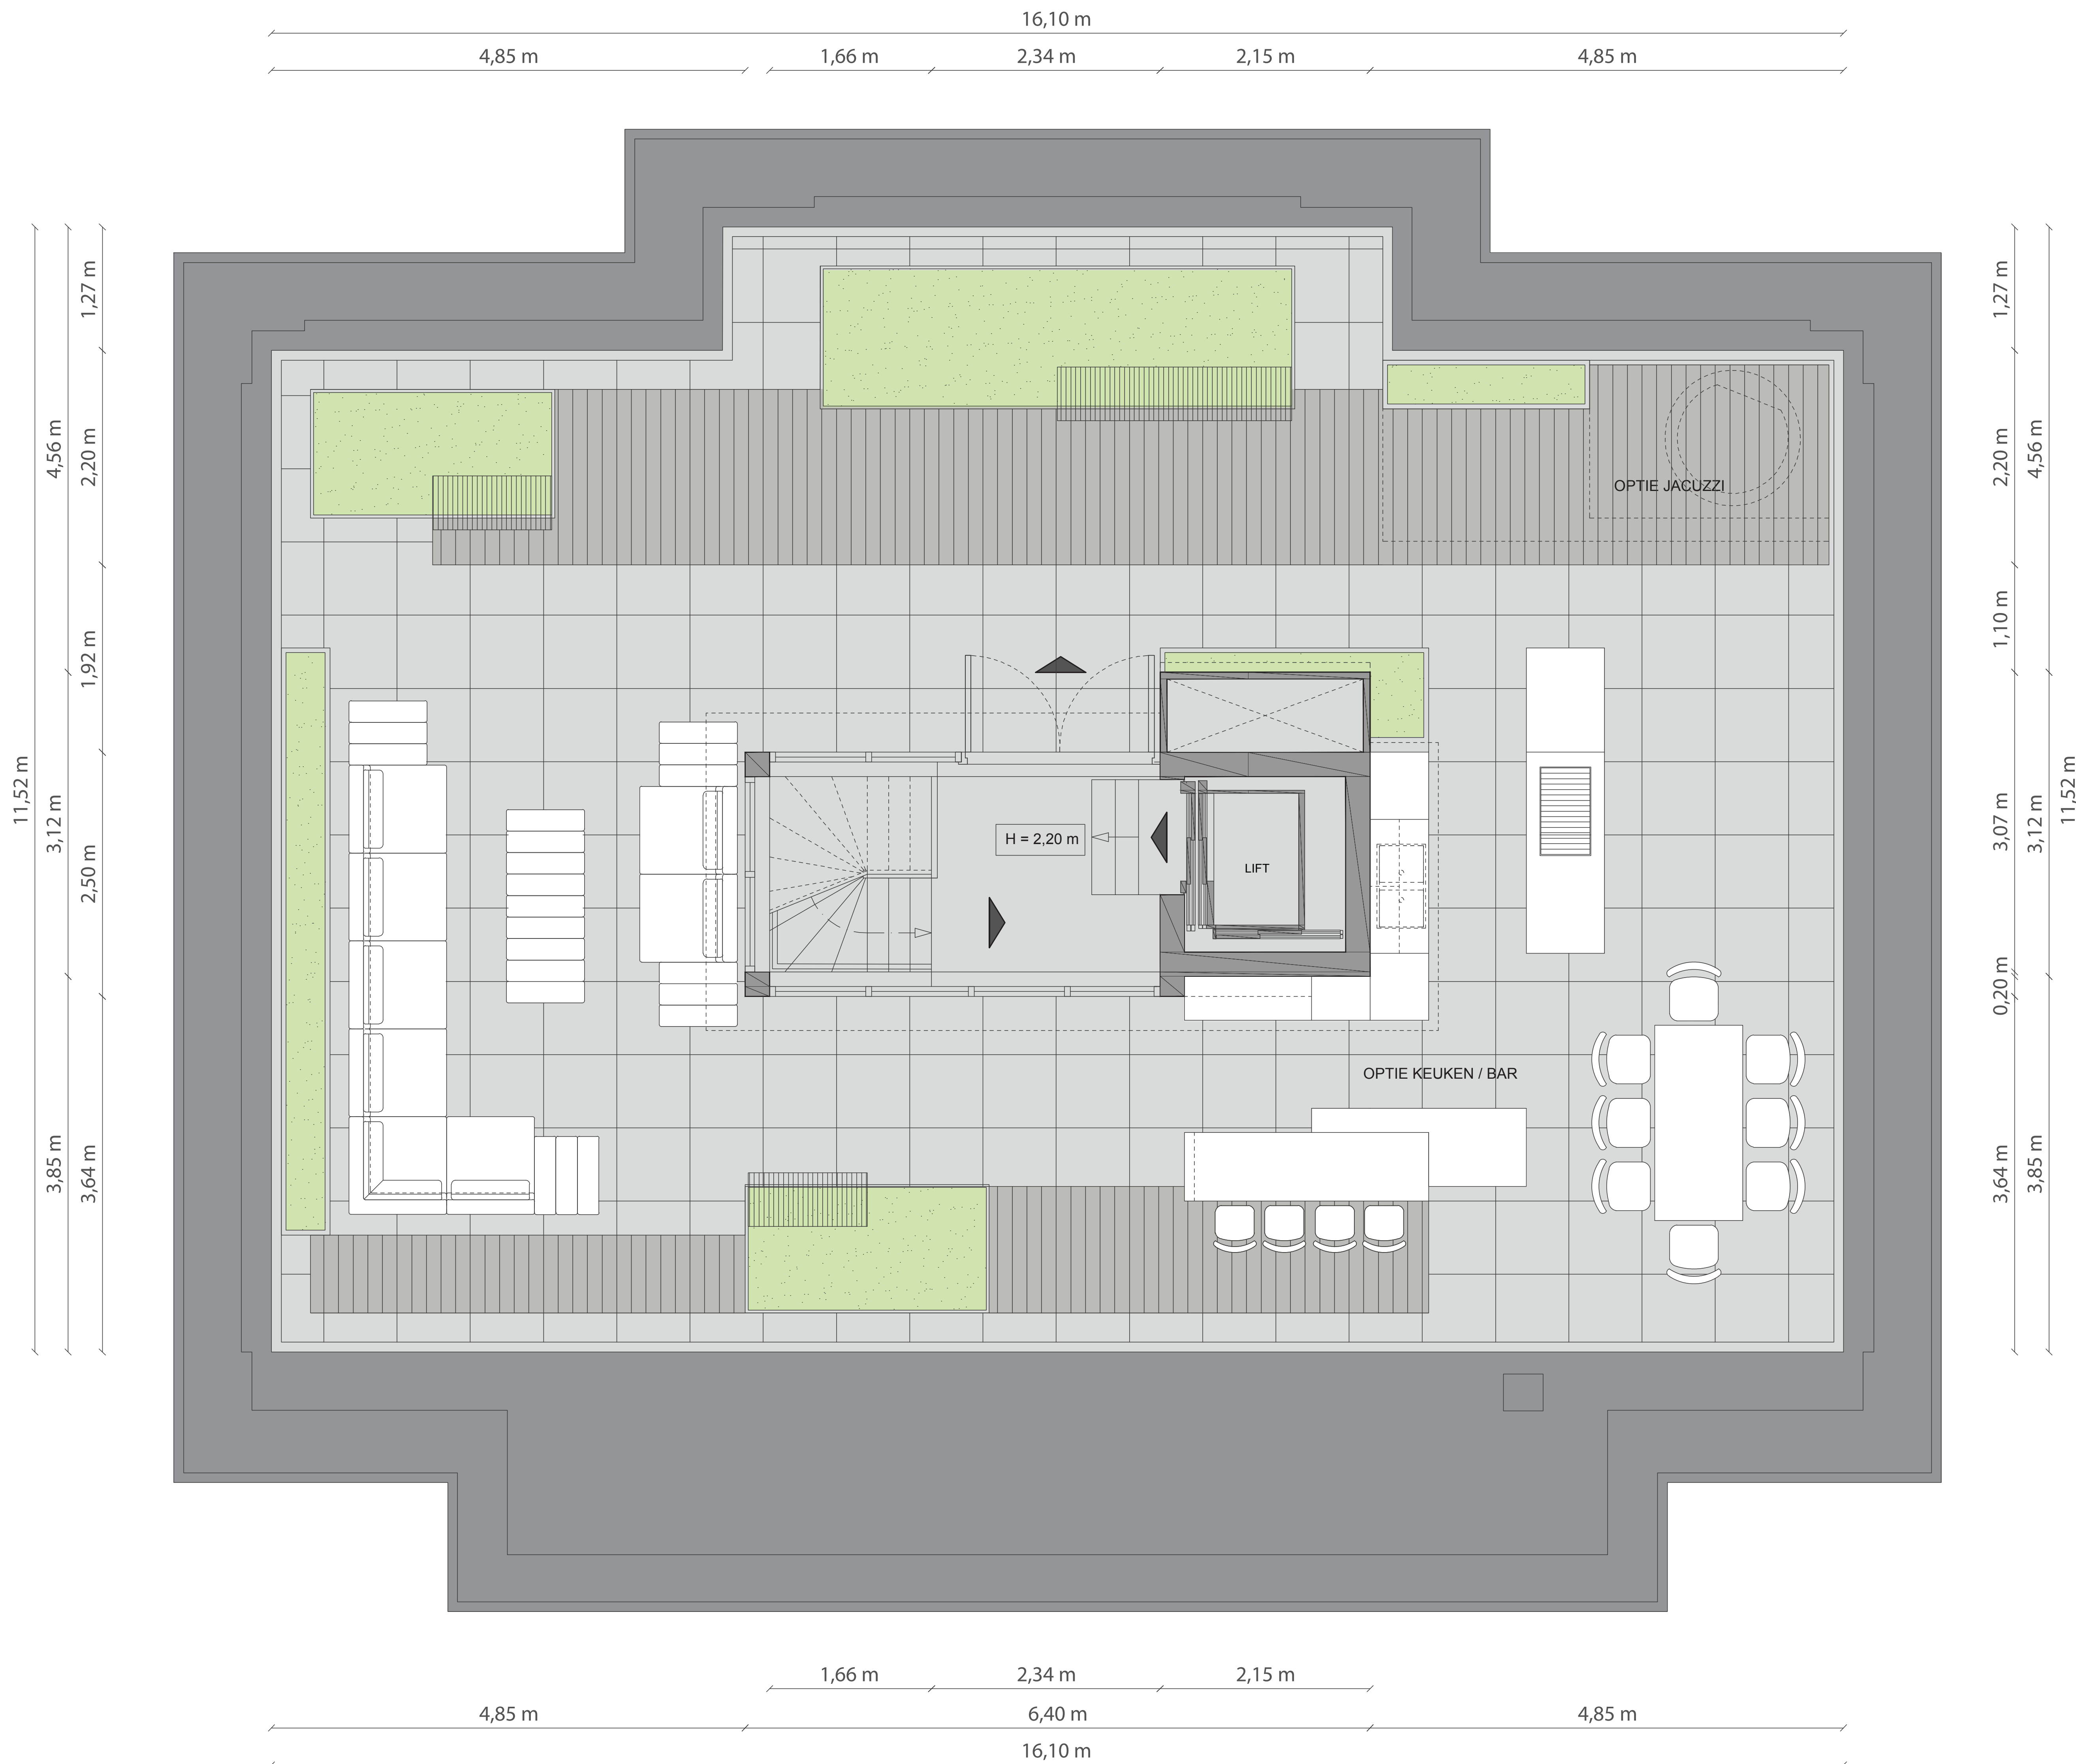 16,10 m
4,85 m
1,66 m
2,34 m
2,15 m
4,85 m
1,27 m
2,20 m
4,56 m
1,92 m
11,52 m
3,12 m
2,50 m
3,85 m
3,64 m
OPTIE JACUZZI
H = 2,20 m
LIFT
OPTIE KEUKEN / BAR
1,27 m
2,20 m
4,56 m
1,10 m
3,07 m
3,12 m
11,52 m
0,20 m
3,64 m
3,85 m
1,66 m
2,34 m
2,15 m
4,85 m
6,40 m
4,85 m
16,10 m